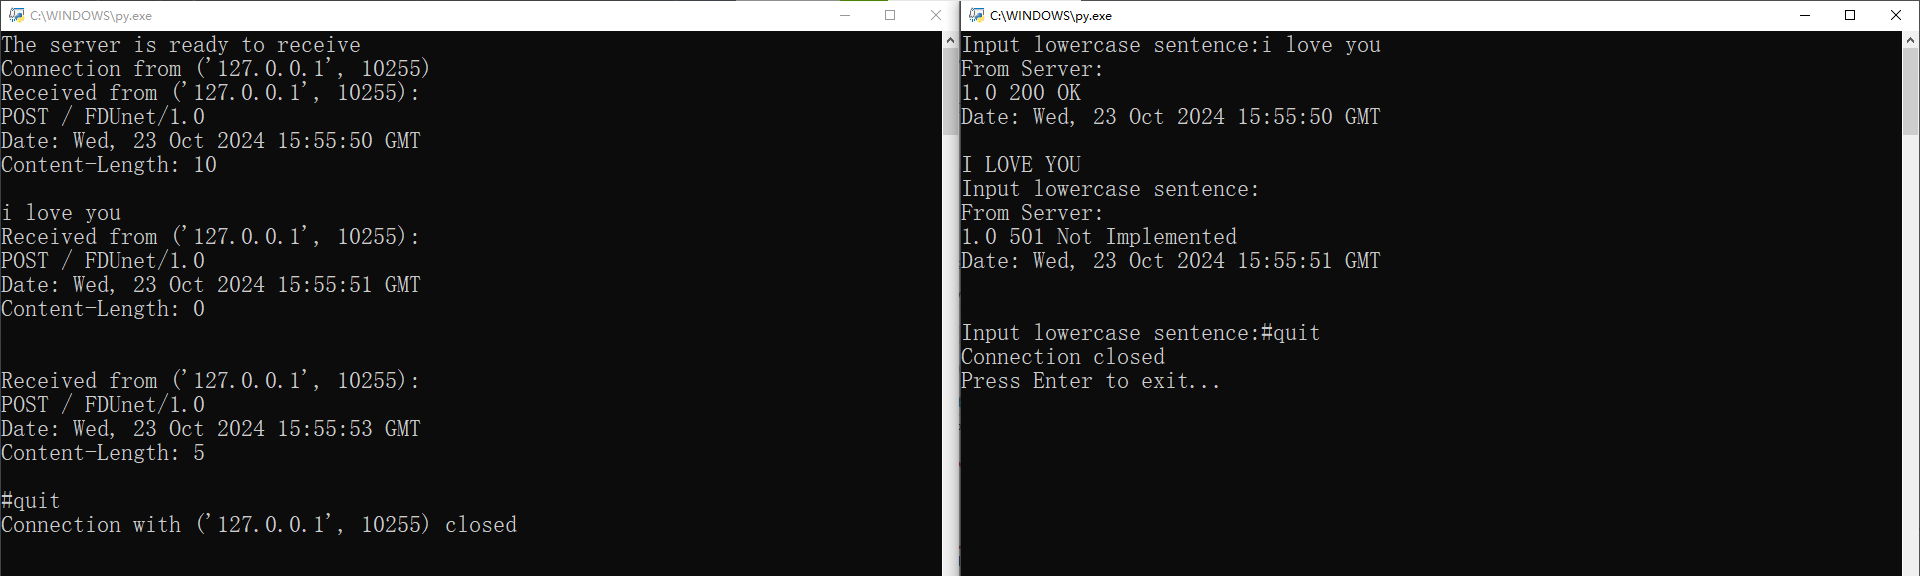 C:\WINDOWS\py.exe
The server is ready to receive
Connection from ('127.0.0.1', 10255)
Received from ('127.0.0.1', 10255):
POST / FDUnet/1.0
Date: Wed, 23 Oct 2024 15:55:50 GMT
Content-Length: 10
i love you
Received from ('127.0.0.1', 10255):
POST / FDUnet/1.0
Date: Wed, 23 Oct 2024 15:55:51 GMT
Content-Length: 0
Received from ('127.0.0.1', 10255):
POST / FDUnet/1.0
Date: Wed, 23 Oct 2024 15:55:53 GMT
Content-Length: 5
#quit
Connection with ('127.0.0.1', 10255) closed
C:\WINDOWS\py.exe
Input lowercase sentence:i love you
From Server:
1.0 200 OK
Date: Wed, 23 Oct 2024 15:55:50 GMT
I LOVE YOU
Input lowercase sentence:
From Server:
1.0 501 Not Implemented
Date: Wed, 23 Oct 2024 15:55:51 GMT
Input lowercase sentence:#quit
Connection closed
Press Enter to exit...